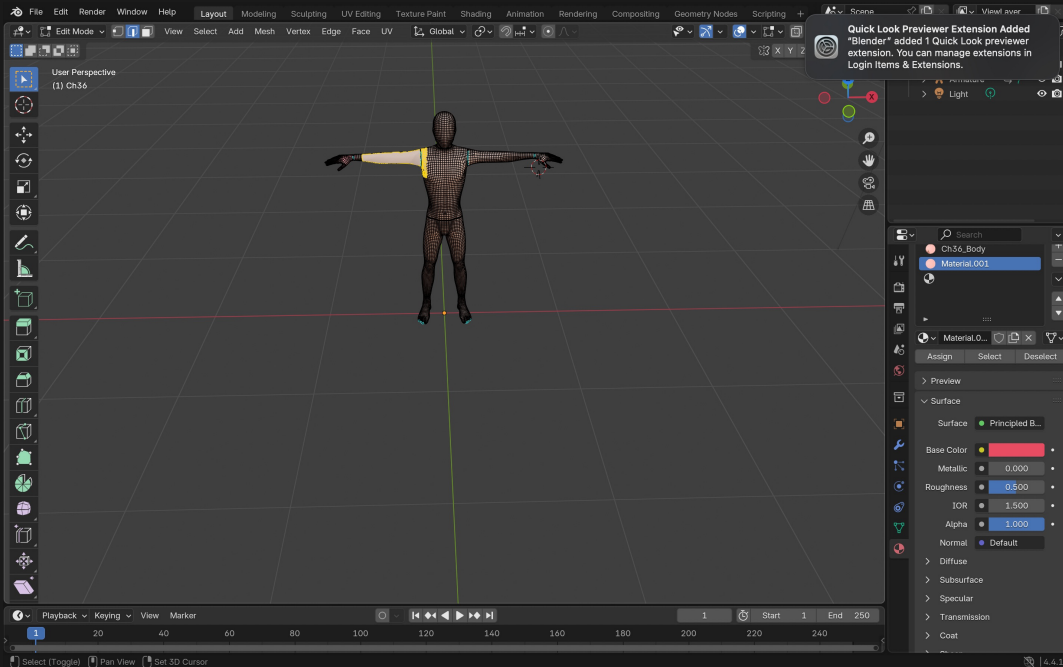 File Edit Render Window Help Layout Modeling Sculpting UV Editing Texture Paint Shading Animation Rendering Compositing Geometry Nodes Scripting + Scene ViewLayer
Edit Mode View Select Add Mesh Vertex Edge Face UV Global
X Y Z
Quick Look Previewer Extension Added
“Blender” added 1 Quick Look previewer
extension. You can manage extensions in
Login Items & Extensions.
User Perspective
(1) Ch36
X
Armature
Light
Search
Ch36_Body
Material.001
Material.0...
Assign Select Deselect
Preview
Surface
Surface Principled B...
Base Color
Metallic 0.000
Roughness 0.500
IOR 1.500
Alpha 1.000
Normal Default
Diffuse
Subsurface
Specular
Transmission
Coat
Playback Keying View Marker 1 Start 1 End 250
1 20 40 60 80 100 120 140 160 180 200 220 240
Select (Toggle) Pan View Set 3D Cursor 4.4.